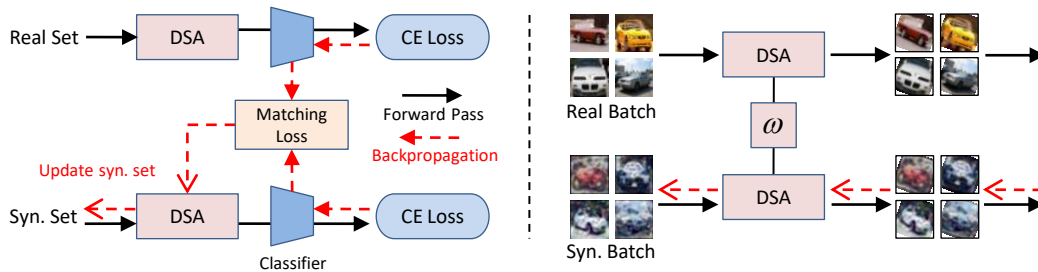 Real Set
DSA
CE Loss
Matching
Loss
Forward Pass
Backpropagation
Update syn. set
Syn. Set
DSA
CE Loss
Classifier
DSA
Real Batch
ω
DSA
Syn. Batch